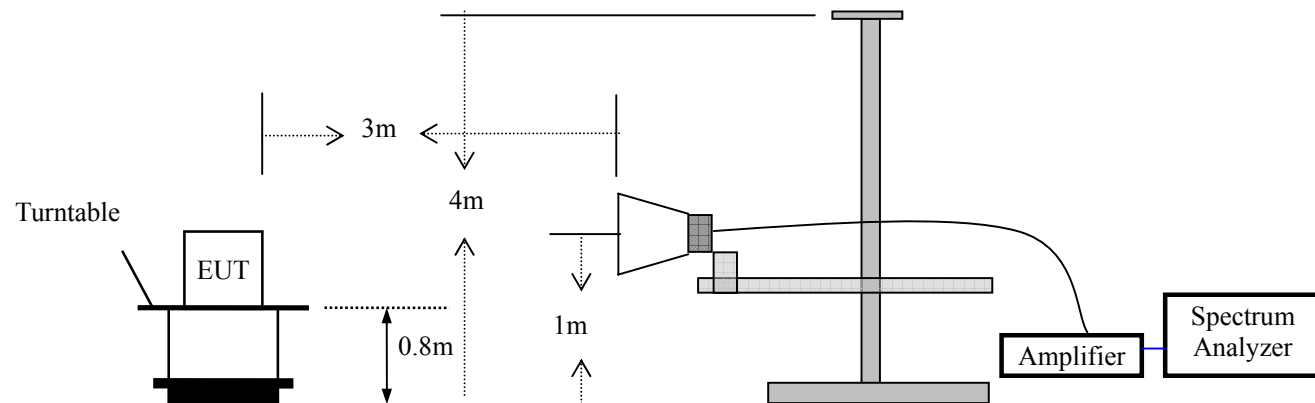 3m
4m
Turntable
EUT
1m
0.8m
Spectrum
Analyzer
Amplifier